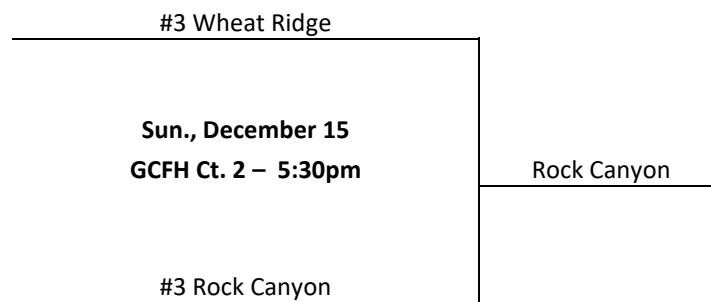 #3 Wheat Ridge
Sun., December 15
GCFH Ct. 2 – 5:30pm
Rock Canyon
#3 Rock Canyon